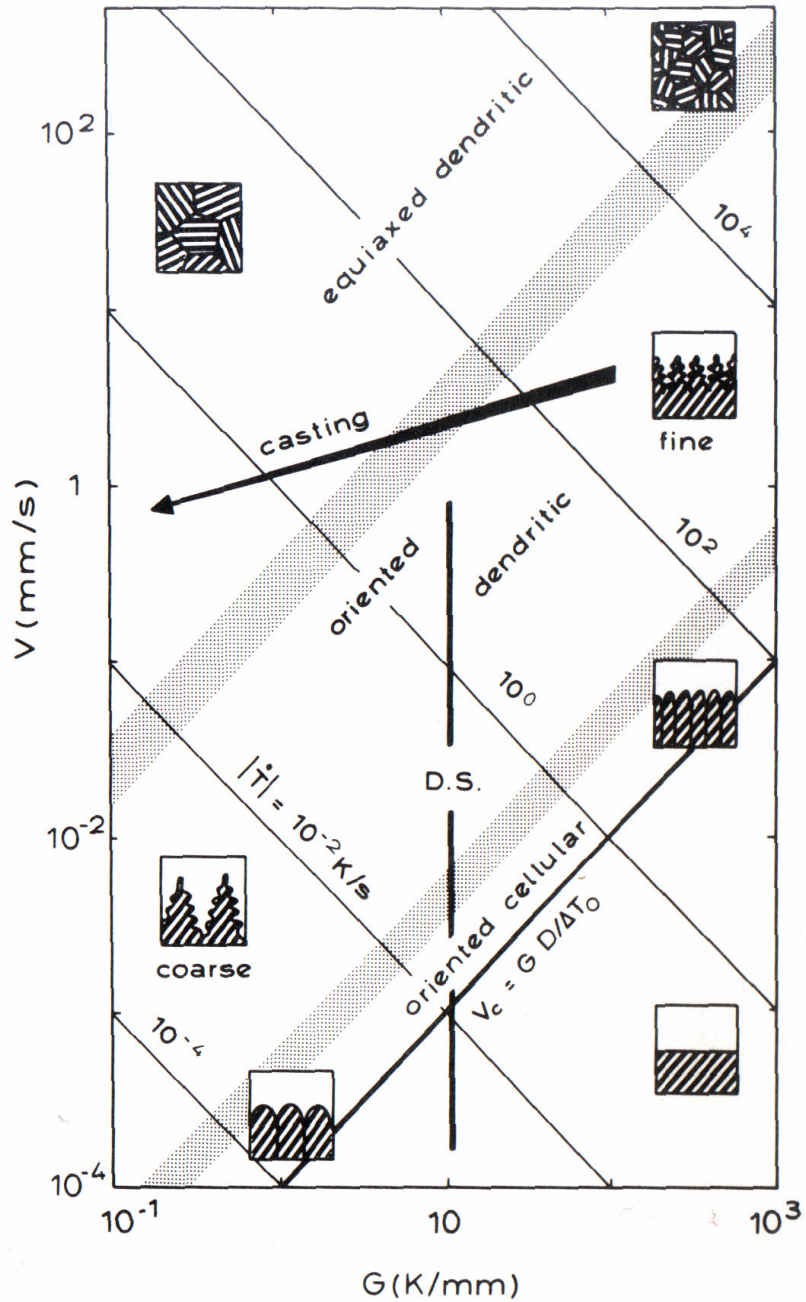 equiaxed dendritic
10²
10⁴
casting
fine
1
V (mm/s)
oriented dendritic
10²
10⁰
D.S.
|Ṫ| = 10⁻² K/s
10⁻²
coarse
oriented cellular
V_c = G D/ΔT₀
10⁻⁴
10⁻⁴
10⁻¹
10
10³
G (K/mm)